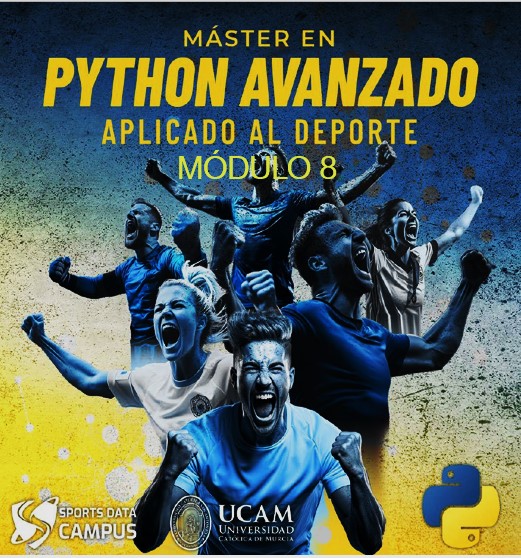 MÁSTER EN
PYTHON AVANZADO
APLICADO AL DEPORTE
MÓDULO 8
SPORTS DATA
CAMPUS
UCAM
UNIVERSIDAD
CATÓLICA DE MURCIA